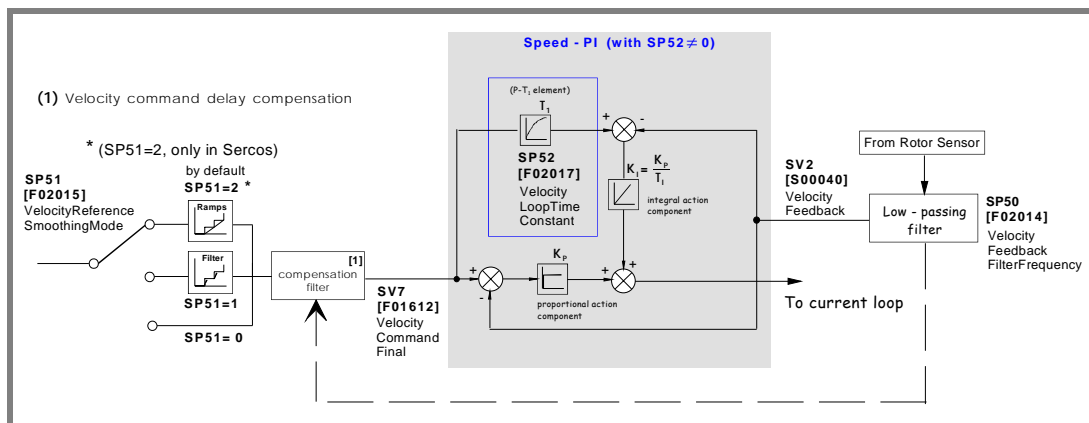 Speed - PI (with SP52 ≠ 0)
(1) Velocity command delay compensation
* (SP51=2, only in Sercos)
by default
SP51
[F02015]
VelocityReference
SmoothingMode
SP51=2 *
Ramps
Filter
SP51=1
SP51= 0
[1]
compensation
filter
SV7
[F01612]
Velocity
Command
Final
(P-T1 element)
T1
SP52
[F02017]
Velocity
LoopTime
Constant
+
-
KI = KP / TI
integral action
component
KP
+
-
+
+
proportional action
component
SV2
[S00040]
Velocity
Feedback
From Rotor Sensor
Low - passing
filter
SP50
[F02014]
Velocity
Feedback
FilterFrequency
To current loop